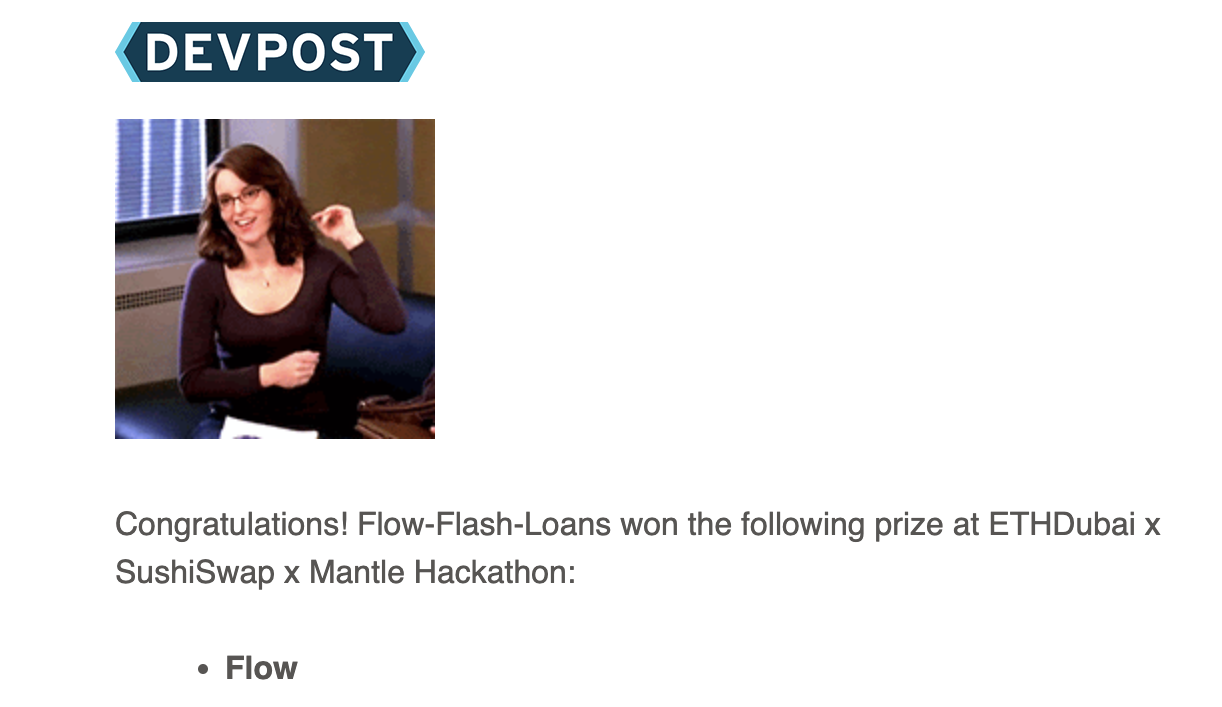 DEVPOST
Congratulations! Flow-Flash-Loans won the following prize at ETHDubai x
SushiSwap x Mantle Hackathon:
• Flow